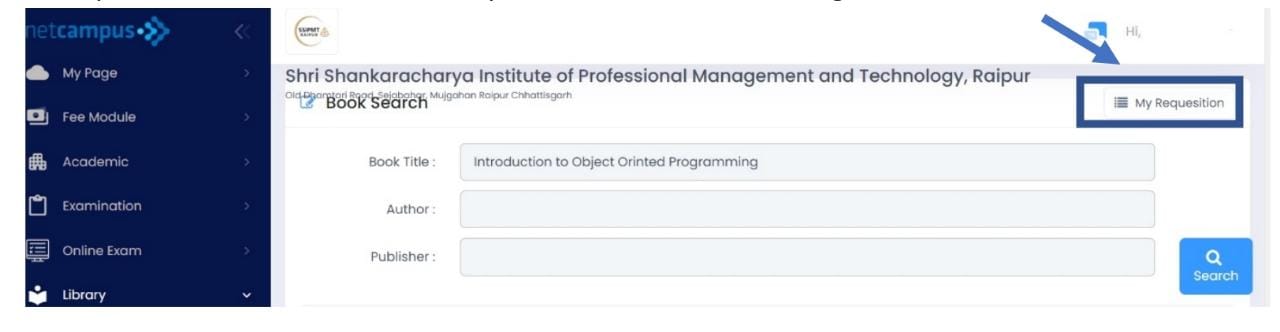 netcampus
SSIPMT
RAIPUR
Hi,
My Page
Shri Shankaracharya Institute of Professional Management and Technology, Raipur
Old Dhamtari Road, Sejabahar, Mujgahan Raipur Chhattisgarh
Book Search
My Requesition
Fee Module
Academic
Book Title :
Introduction to Object Orinted Programming
Examination
Author :
Online Exam
Publisher :
Search
Library